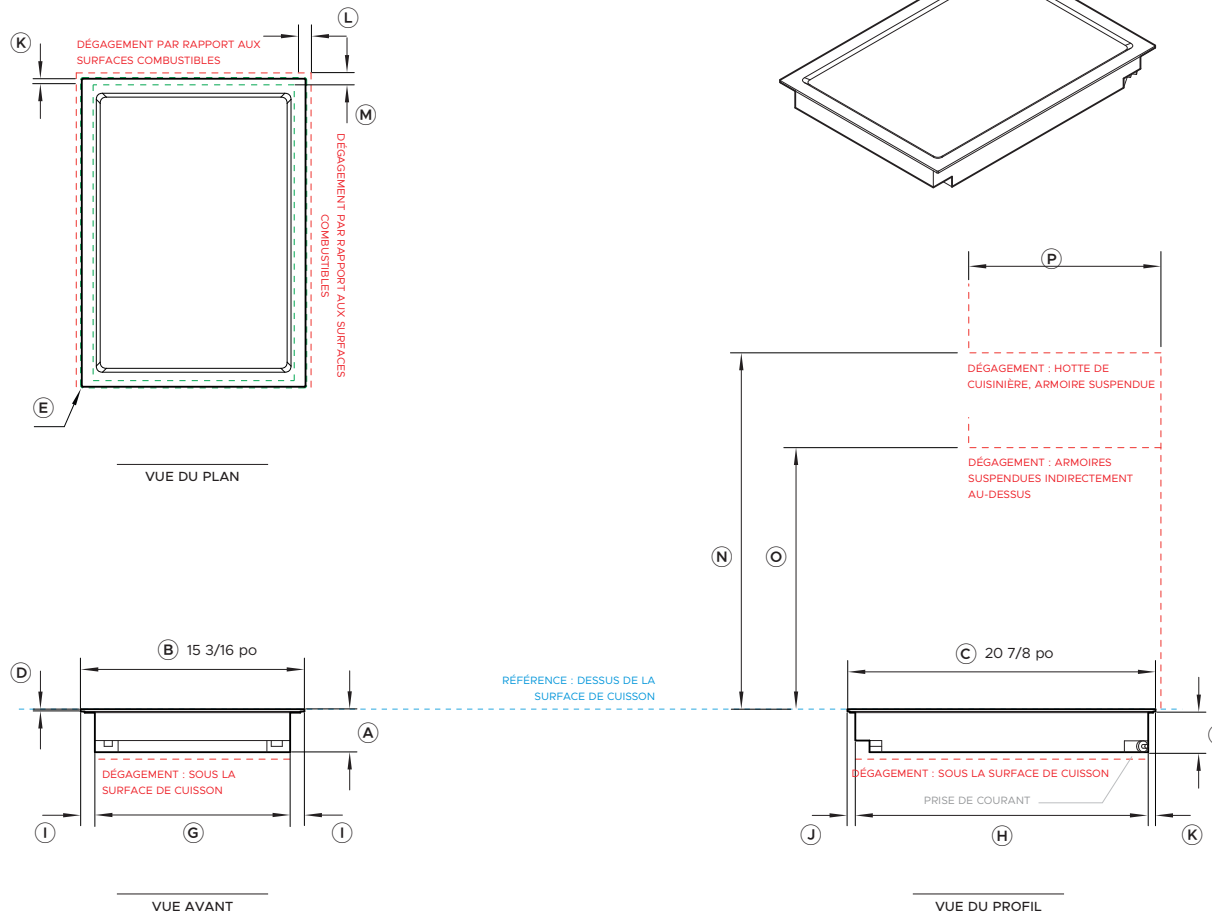 L
K
DÉGAGEMENT PAR RAPPORT AUX
SURFACES COMBUSTIBLES
M
DÉGAGEMENT PAR RAPPORT AUX SURFACES
COMBUSTIBLES
E
VUE DU PLAN
P
DÉGAGEMENT : HOTTE DE
CUISINIÈRE, ARMOIRE SUSPENDUE
DÉGAGEMENT : ARMOIRES
SUSPENDUES INDIRECTEMENT
AU-DESSUS
N
O
B 15 3/16 po
C 20 7/8 po
D
RÉFÉRENCE : DESSUS DE LA
SURFACE DE CUISSON
A
DÉGAGEMENT : SOUS LA
SURFACE DE CUISSON
DÉGAGEMENT : SOUS LA SURFACE DE CUISSON
PRISE DE COURANT
I
G
I
J
H
K
VUE AVANT
VUE DU PROFIL